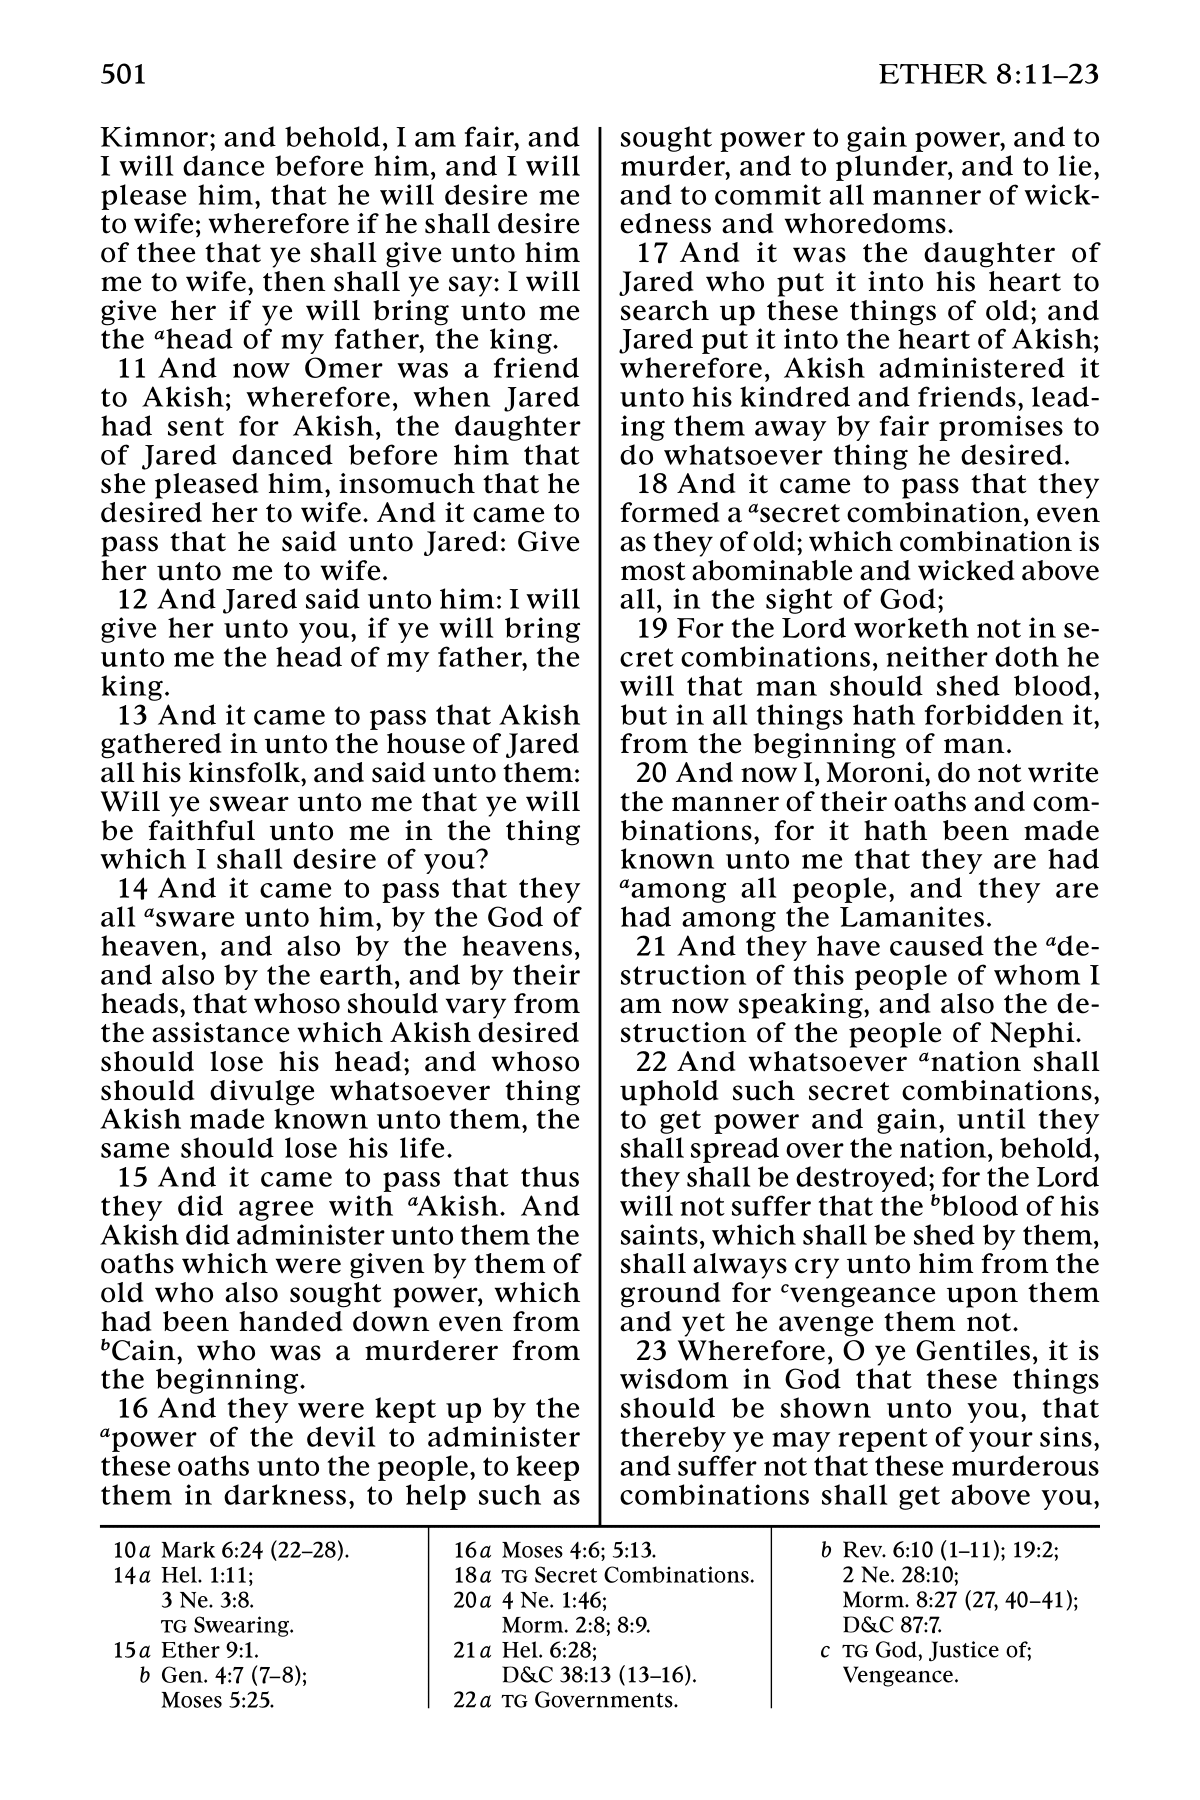 501
ETHER 8:11–23
Kimnor; and behold, I am fair, and
I will dance before him, and I will
please him, that he will desire me
to wife; wherefore if he shall desire
of thee that ye shall give unto him
me to wife, then shall ye say: I will
give her if ye will bring unto me
the ahead of my father, the king.
11 And now Omer was a friend
to Akish; wherefore, when Jared
had sent for Akish, the daughter
of Jared danced before him that
she pleased him, insomuch that he
desired her to wife. And it came to
pass that he said unto Jared: Give
her unto me to wife.
12 And Jared said unto him: I will
give her unto you, if ye will bring
unto me the head of my father, the
king.
13 And it came to pass that Akish
gathered in unto the house of Jared
all his kinsfolk, and said unto them:
Will ye swear unto me that ye will
be faithful unto me in the thing
which I shall desire of you?
14 And it came to pass that they
all asware unto him, by the God of
heaven, and also by the heavens,
and also by the earth, and by their
heads, that whoso should vary from
the assistance which Akish desired
should lose his head; and whoso
should divulge whatsoever thing
Akish made known unto them, the
same should lose his life.
15 And it came to pass that thus
they did agree with aAkish. And
Akish did administer unto them the
oaths which were given by them of
old who also sought power, which
had been handed down even from
bCain, who was a murderer from
the beginning.
16 And they were kept up by the
apower of the devil to administer
these oaths unto the people, to keep
them in darkness, to help such as
sought power to gain power, and to
murder, and to plunder, and to lie,
and to commit all manner of wick-
edness and whoredoms.
17 And it was the daughter of
Jared who put it into his heart to
search up these things of old; and
Jared put it into the heart of Akish;
wherefore, Akish administered it
unto his kindred and friends, lead-
ing them away by fair promises to
do whatsoever thing he desired.
18 And it came to pass that they
formed a asecret combination, even
as they of old; which combination is
most abominable and wicked above
all, in the sight of God;
19 For the Lord worketh not in se-
cret combinations, neither doth he
will that man should shed blood,
but in all things hath forbidden it,
from the beginning of man.
20 And now I, Moroni, do not write
the manner of their oaths and com-
binations, for it hath been made
known unto me that they are had
aamong all people, and they are
had among the Lamanites.
21 And they have caused the ade-
struction of this people of whom I
am now speaking, and also the de-
struction of the people of Nephi.
22 And whatsoever anation shall
uphold such secret combinations,
to get power and gain, until they
shall spread over the nation, behold,
they shall be destroyed; for the Lord
will not suffer that the bblood of his
saints, which shall be shed by them,
shall always cry unto him from the
ground for cvengeance upon them
and yet he avenge them not.
23 Wherefore, O ye Gentiles, it is
wisdom in God that these things
should be shown unto you, that
thereby ye may repent of your sins,
and suffer not that these murderous
combinations shall get above you,
10a Mark 6:24 (22–28).
14a Hel. 1:11;
3 Ne. 3:8.
TG Swearing.
15a Ether 9:1.
b Gen. 4:7 (7–8);
Moses 5:25.
16a Moses 4:6; 5:13.
18a TG Secret Combinations.
20a 4 Ne. 1:46;
Morm. 2:8; 8:9.
21a Hel. 6:28;
D&C 38:13 (13–16).
22a TG Governments.
b Rev. 6:10 (1–11); 19:2;
2 Ne. 28:10;
Morm. 8:27 (27, 40–41);
D&C 87:7.
c TG God, Justice of;
Vengeance.